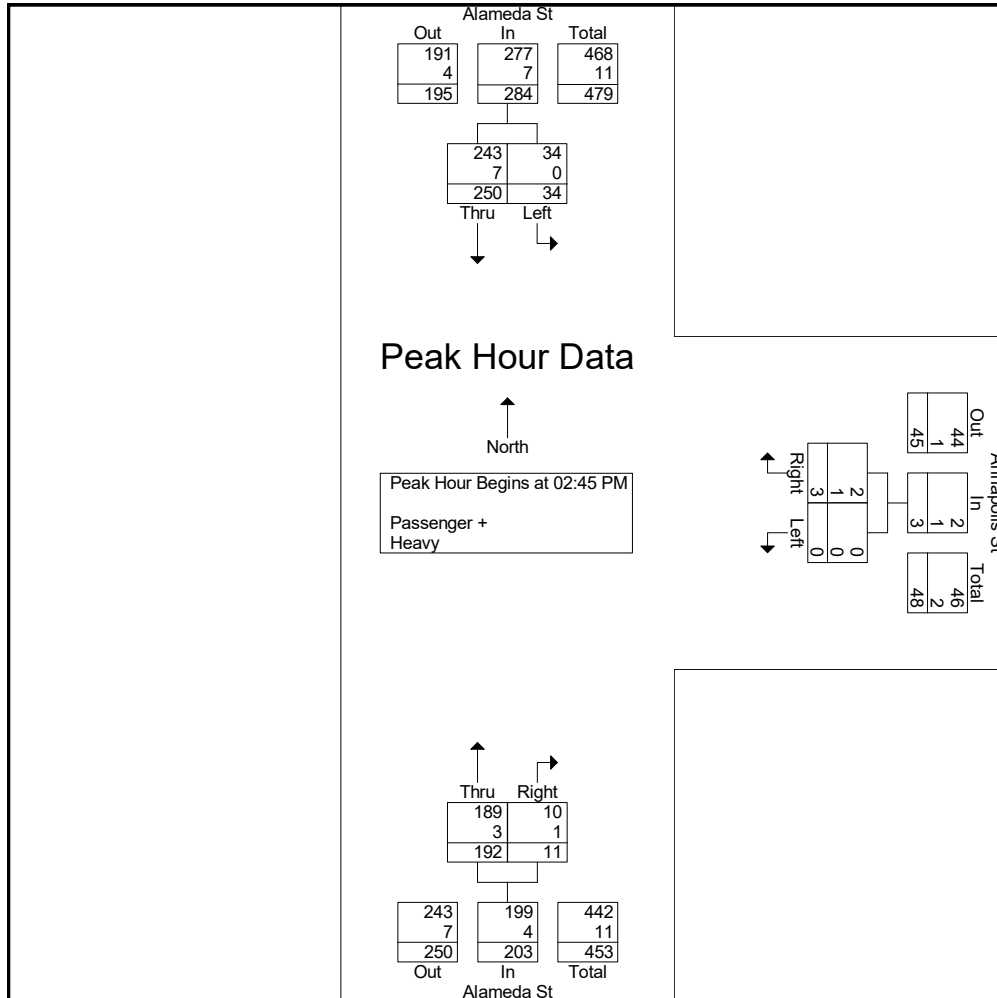 Alameda St
Out In Total
191 277 468
4 7 11
195 284 479
243 34
7 0
250 34
Thru Left
Peak Hour Data
North
Peak Hour Begins at 02:45 PM
Passenger +
Heavy
Annapolis St
Out In Total
44 2 46
1 1 2
45 3 48
2 0
1 0
3 0
Right Left
Thru Right
189 10
3 1
192 11
243 199 442
7 4 11
250 203 453
Out In Total
Alameda St